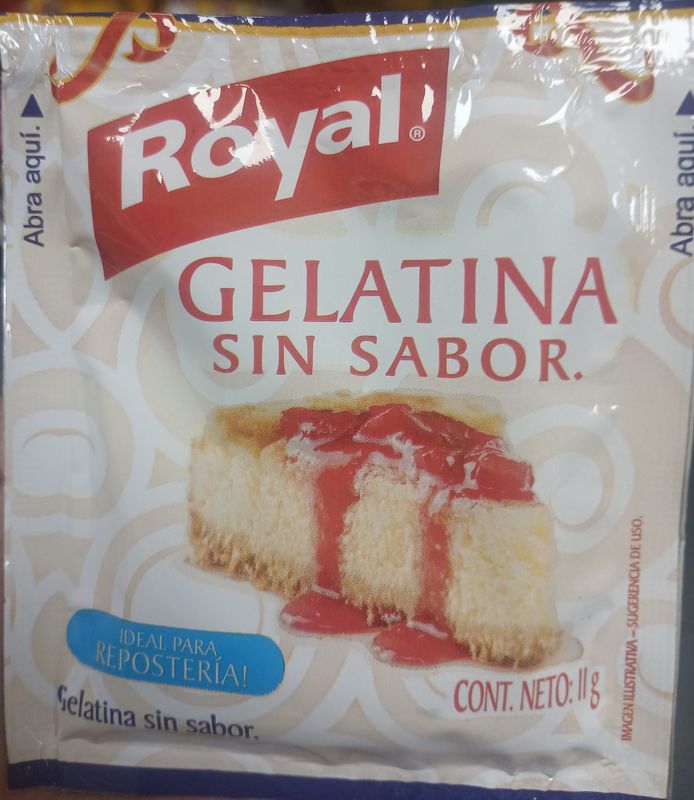 Royal®
Abra aquí.
Abra aquí.
GELATINA
SIN SABOR.
IDEAL PARA
REPOSTERÍA!
Gelatina sin sabor.
CONT. NETO: 11 g
IMAGEN ILUSTRATIVA – SUGERENCIA DE USO.